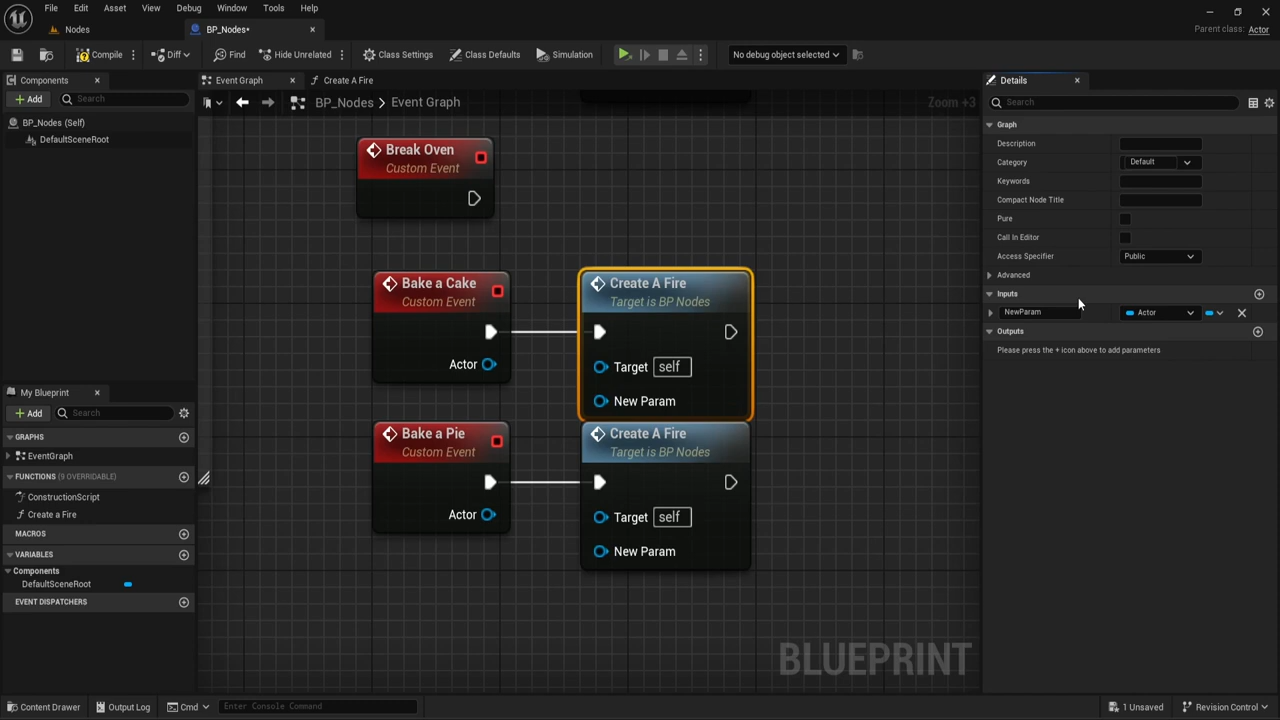 File Edit Asset View Debug Window Tools Help
Nodes
BP_Nodes*
Parent class: Actor
Compile
Diff
Find
Hide Unrelated
Class Settings
Class Defaults
Simulation
No debug object selected
Components
Add
Search
BP_Nodes (Self)
DefaultSceneRoot
My Blueprint
Add
Search
GRAPHS
EventGraph
FUNCTIONS (9 OVERRIDABLE)
ConstructionScript
Create a Fire
MACROS
VARIABLES
Components
DefaultSceneRoot
EVENT DISPATCHERS
Event Graph
Create A Fire
BP_Nodes > Event Graph
Zoom +3
Break Oven
Custom Event
Bake a Cake
Custom Event
Actor
Create A Fire
Target is BP Nodes
Target self
New Param
Bake a Pie
Custom Event
Actor
Create A Fire
Target is BP Nodes
Target self
New Param
BLUEPRINT
Details
Search
Graph
Description
Category Default
Keywords
Compact Node Title
Pure
Call In Editor
Access Specifier Public
Advanced
Inputs
NewParam Actor
Outputs
Please press the + icon above to add parameters
Content Drawer
Output Log
Cmd
Enter Console Command
1 Unsaved
Revision Control